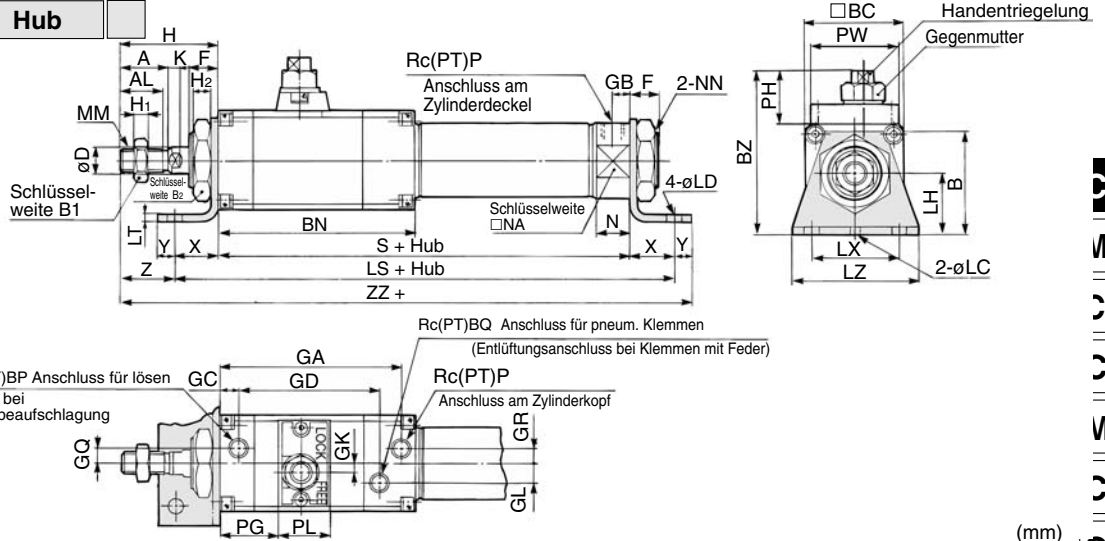 Hub
H
A K F
AL
H2
H1
MM
øD
Schlüssel-
weite B1
Schlüssel-
weite B2
LT
Y X
BN
Z
S + Hub
LS + Hub
ZZ +
Rc(PT)P
Anschluss am
Zylinderdeckel
GB F
2-NN
4-øLD
Schlüsselweite
□NA
N
X Y
□BC
PW
Handentriegelung
Gegenmutter
PH
BZ
B
LH
LX
LZ
2-øLC
Rc(PT)BQ Anschluss für pneum. Klemmen
(Entlüftungsanschluss bei Klemmen mit Feder)
GA
)BP Anschluss für lösen
bei
beaufschlagung
GC
GD
Rc(PT)P
Anschluss am Zylinderkopf
GQ
GK
LOCK
FREE
GR
GL
PG PL
(mm)